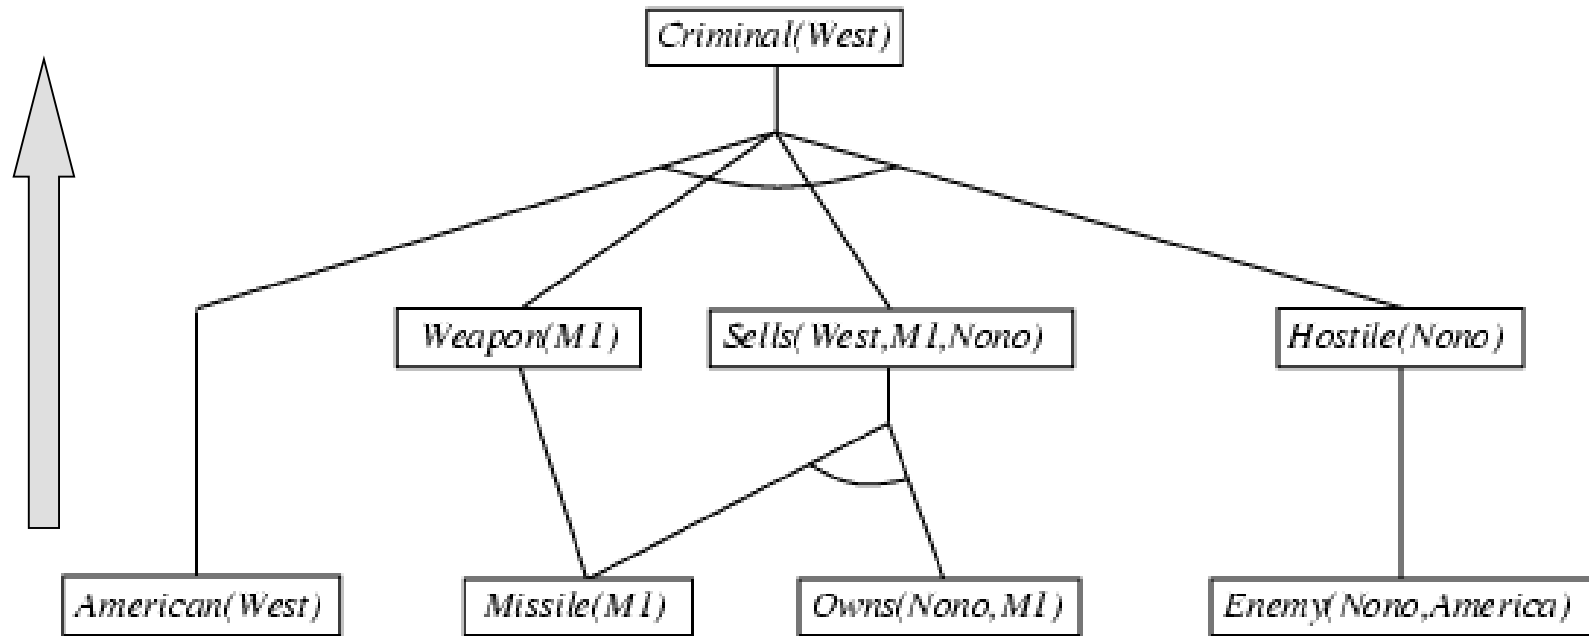 Criminal(West)
Weapon(M1)
Sells(West,M1,Nono)
Hostile(Nono)
American(West)
Missile(M1)
Owns(Nono,M1)
Enemy(Nono,America)